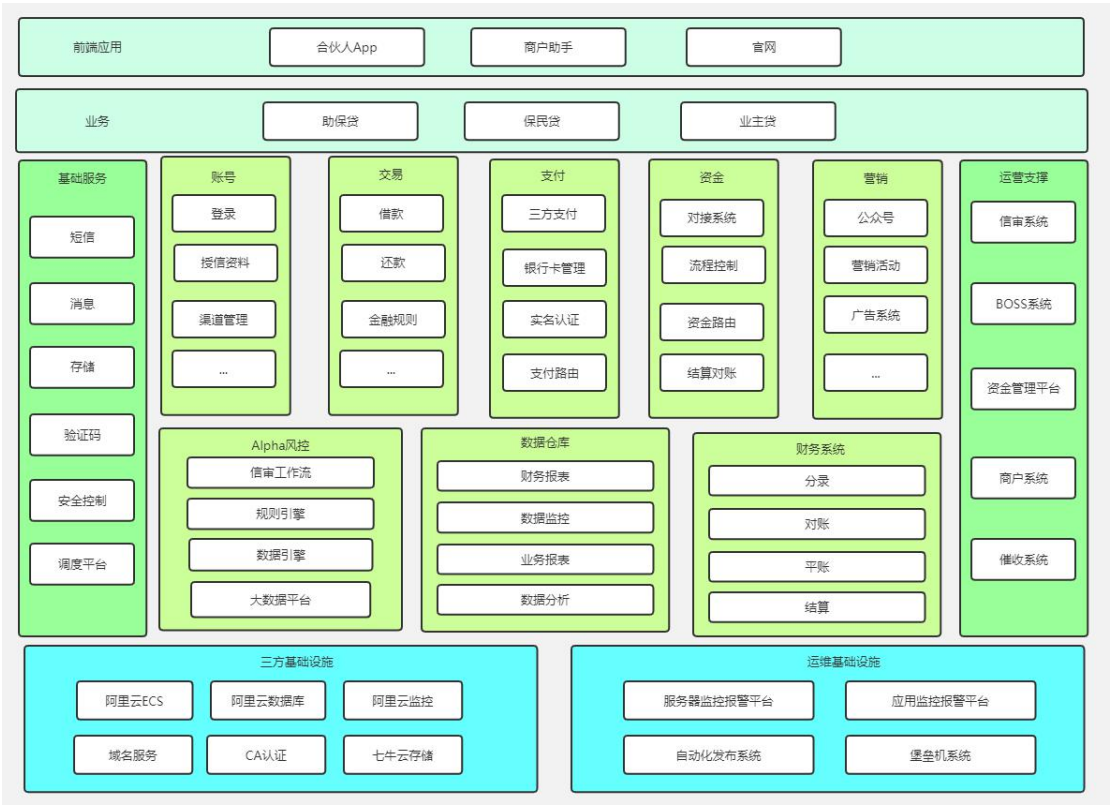 前端应用
合伙人App
商户助手
官网
业务
助保贷
保民贷
业主贷
基础服务
短信
消息
存储
验证码
安全控制
调度平台
账号
登录
授信资料
渠道管理
...
交易
借款
还款
金融规则
...
支付
三方支付
银行卡管理
实名认证
支付路由
资金
对接系统
流程控制
资金路由
结算对账
营销
公众号
营销活动
广告系统
...
运营支撑
信审系统
BOSS系统
资金管理平台
商户系统
催收系统
Alpha风控
信审工作流
规则引擎
数据引擎
大数据平台
数据仓库
财务报表
数据监控
业务报表
数据分析
财务系统
分录
对账
平账
结算
三方基础设施
阿里云ECS
阿里云数据库
阿里云监控
域名服务
CA认证
七牛云存储
运维基础设施
服务器监控报警平台
应用监控报警平台
自动化发布系统
堡垒机系统